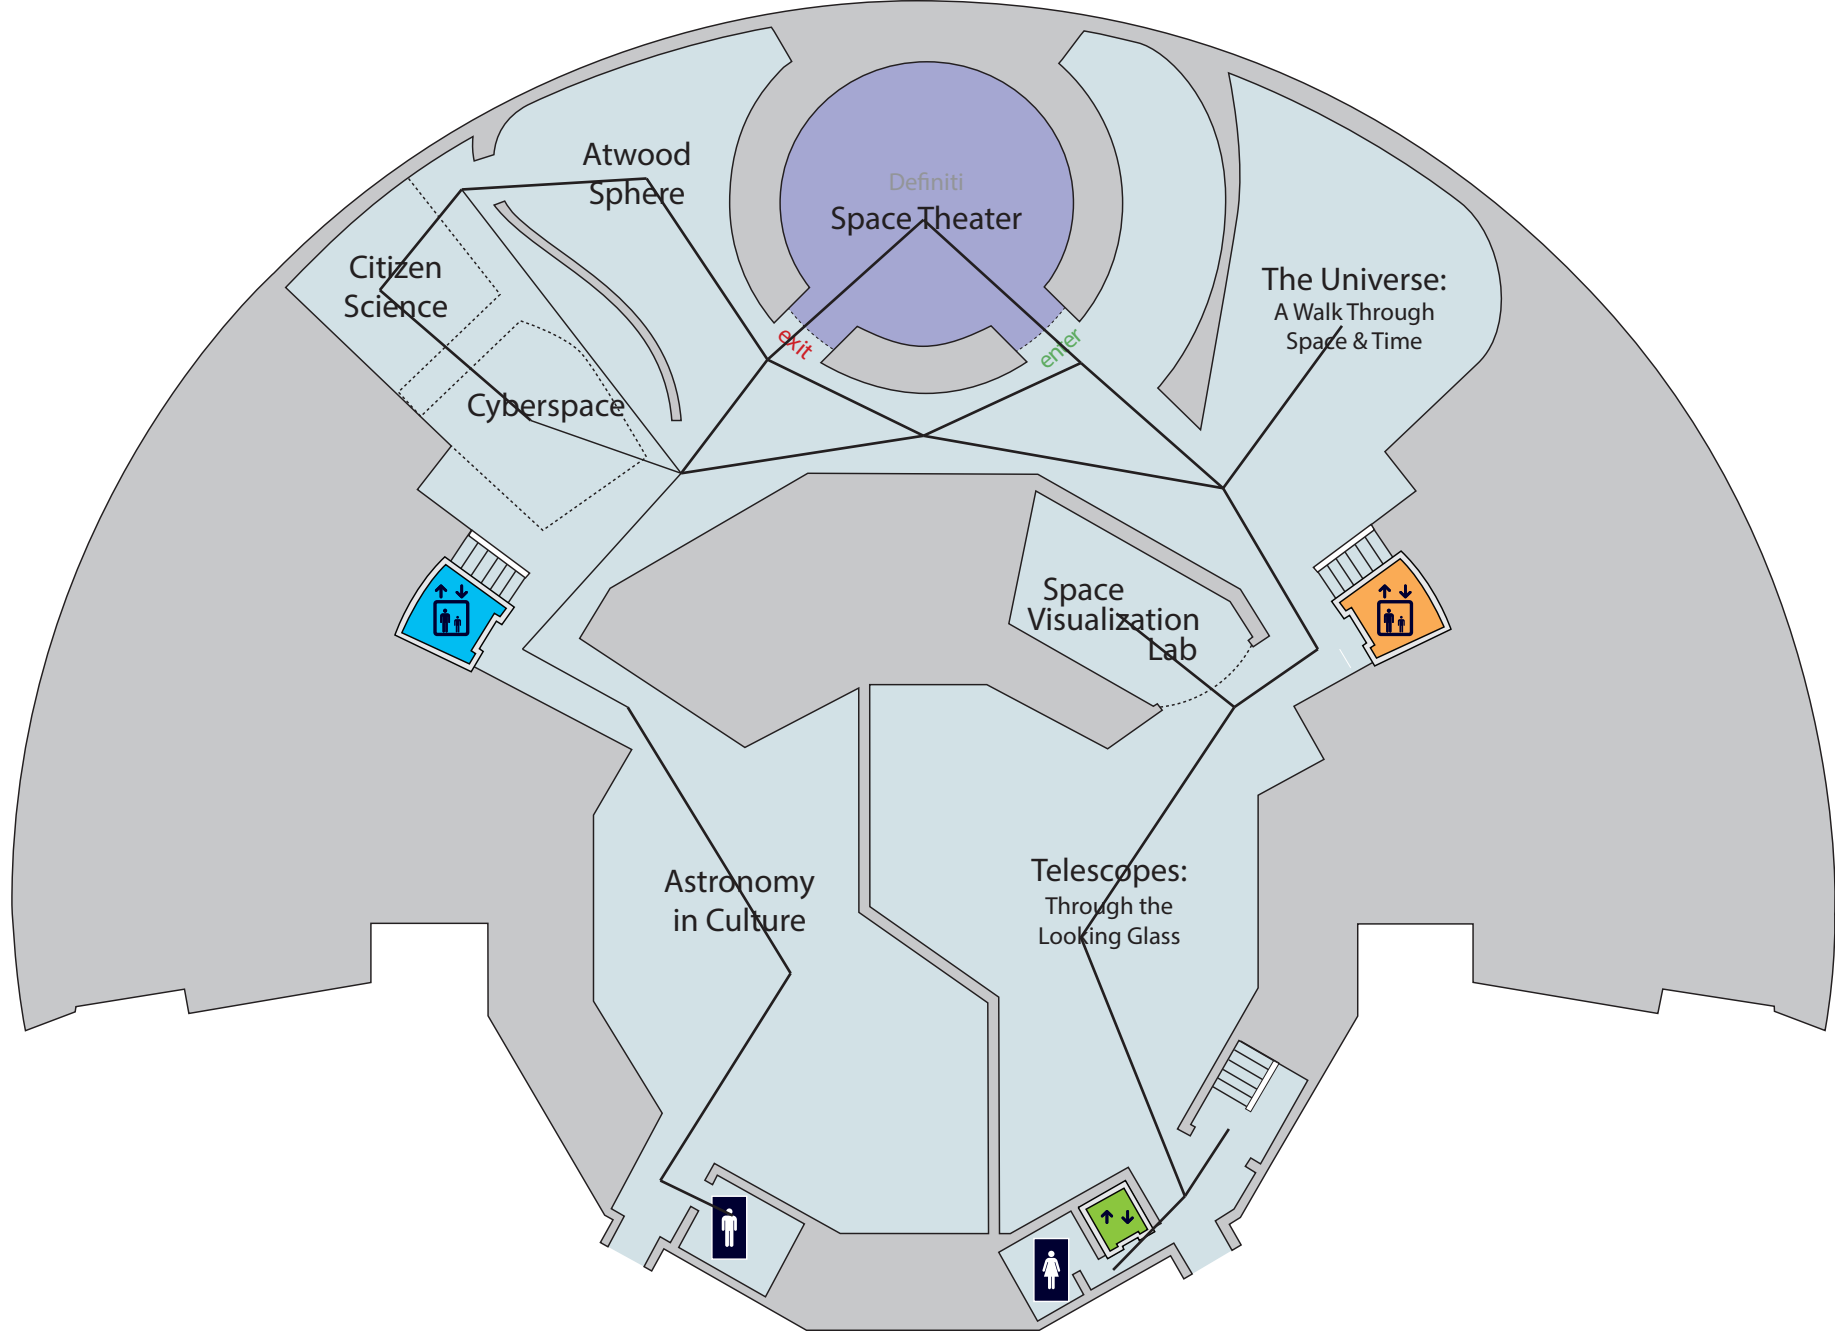 Atwood
Sphere
Definiti
Space Theater
Citizen
Science
The Universe:
A Walk Through
Space & Time
exit
enter
Cyberspace
Space
Visualization
Lab
Astronomy
in Culture
Telescopes:
Through the
Looking Glass